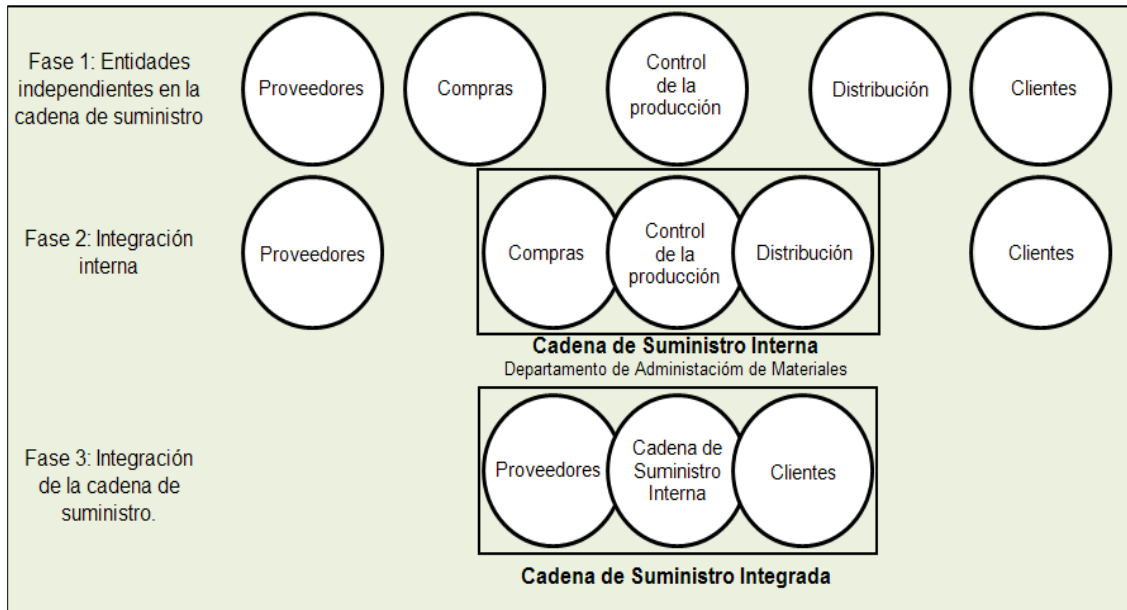 Fase 1: Entidades
independientes en la
cadena de suministro
Proveedores
Compras
Control
de la
producción
Distribución
Clientes
Fase 2: Integración
interna
Proveedores
Compras
Control
de la
producción
Distribución
Clientes
Cadena de Suministro Interna
Departamento de Administacióm de Materiales
Fase 3: Integración
de la cadena de
suministro.
Proveedores
Cadena de
Suministro
Interna
Clientes
Cadena de Suministro Integrada